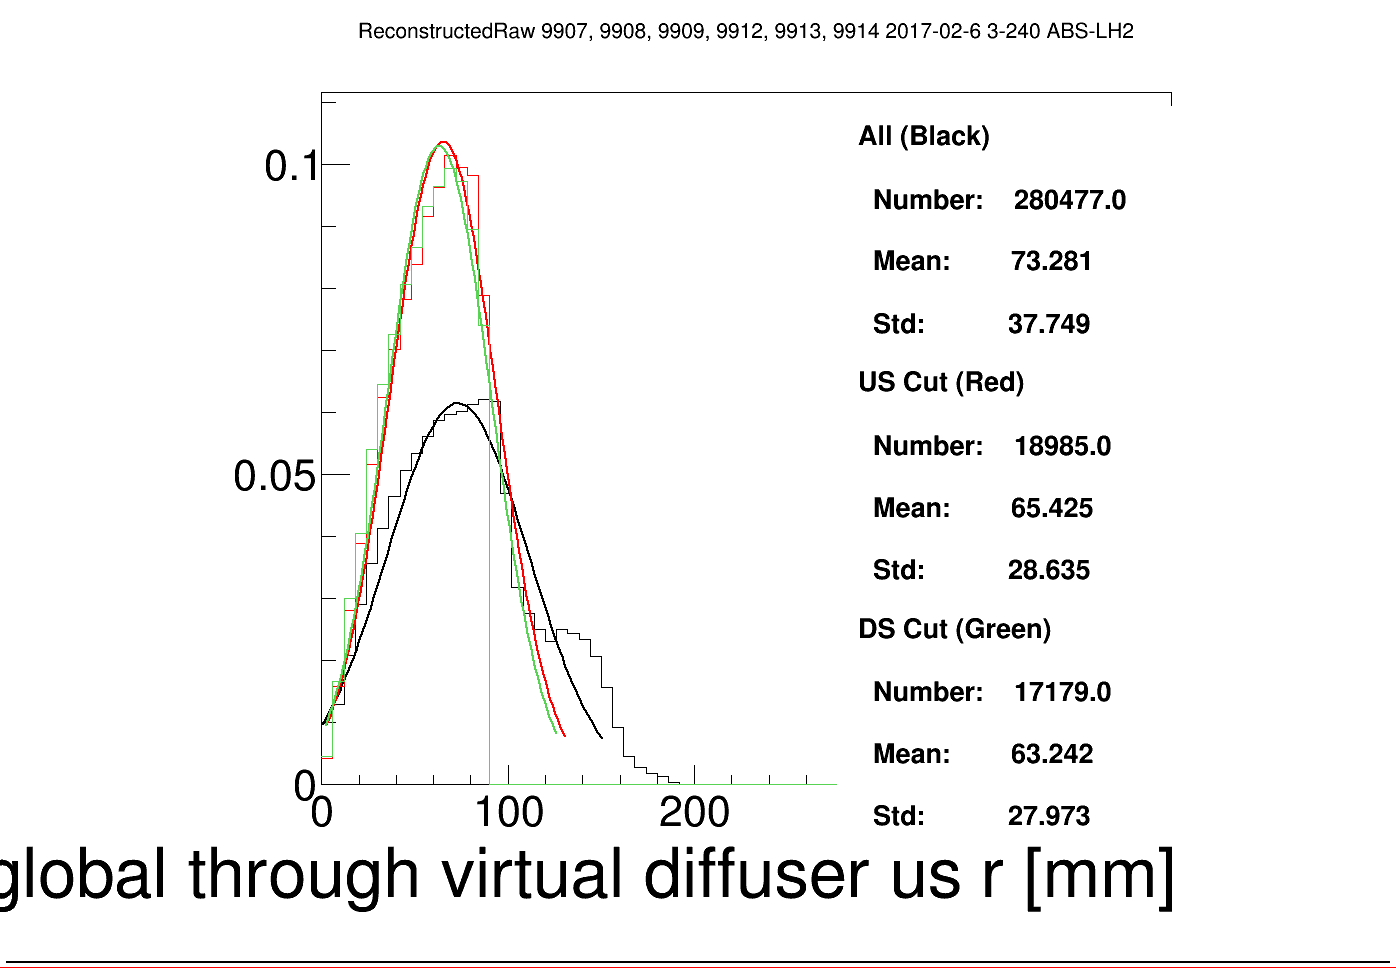 ReconstructedRaw 9907, 9908, 9909, 9912, 9913, 9914 2017-02-6 3-240 ABS-LH2
All (Black)
Number: 280477.0
Mean: 73.281
Std: 37.749
US Cut (Red)
Number: 18985.0
Mean: 65.425
Std: 28.635
DS Cut (Green)
Number: 17179.0
Mean: 63.242
Std: 27.973
0.1
0.05
0
0 100 200
global through virtual diffuser us r [mm]